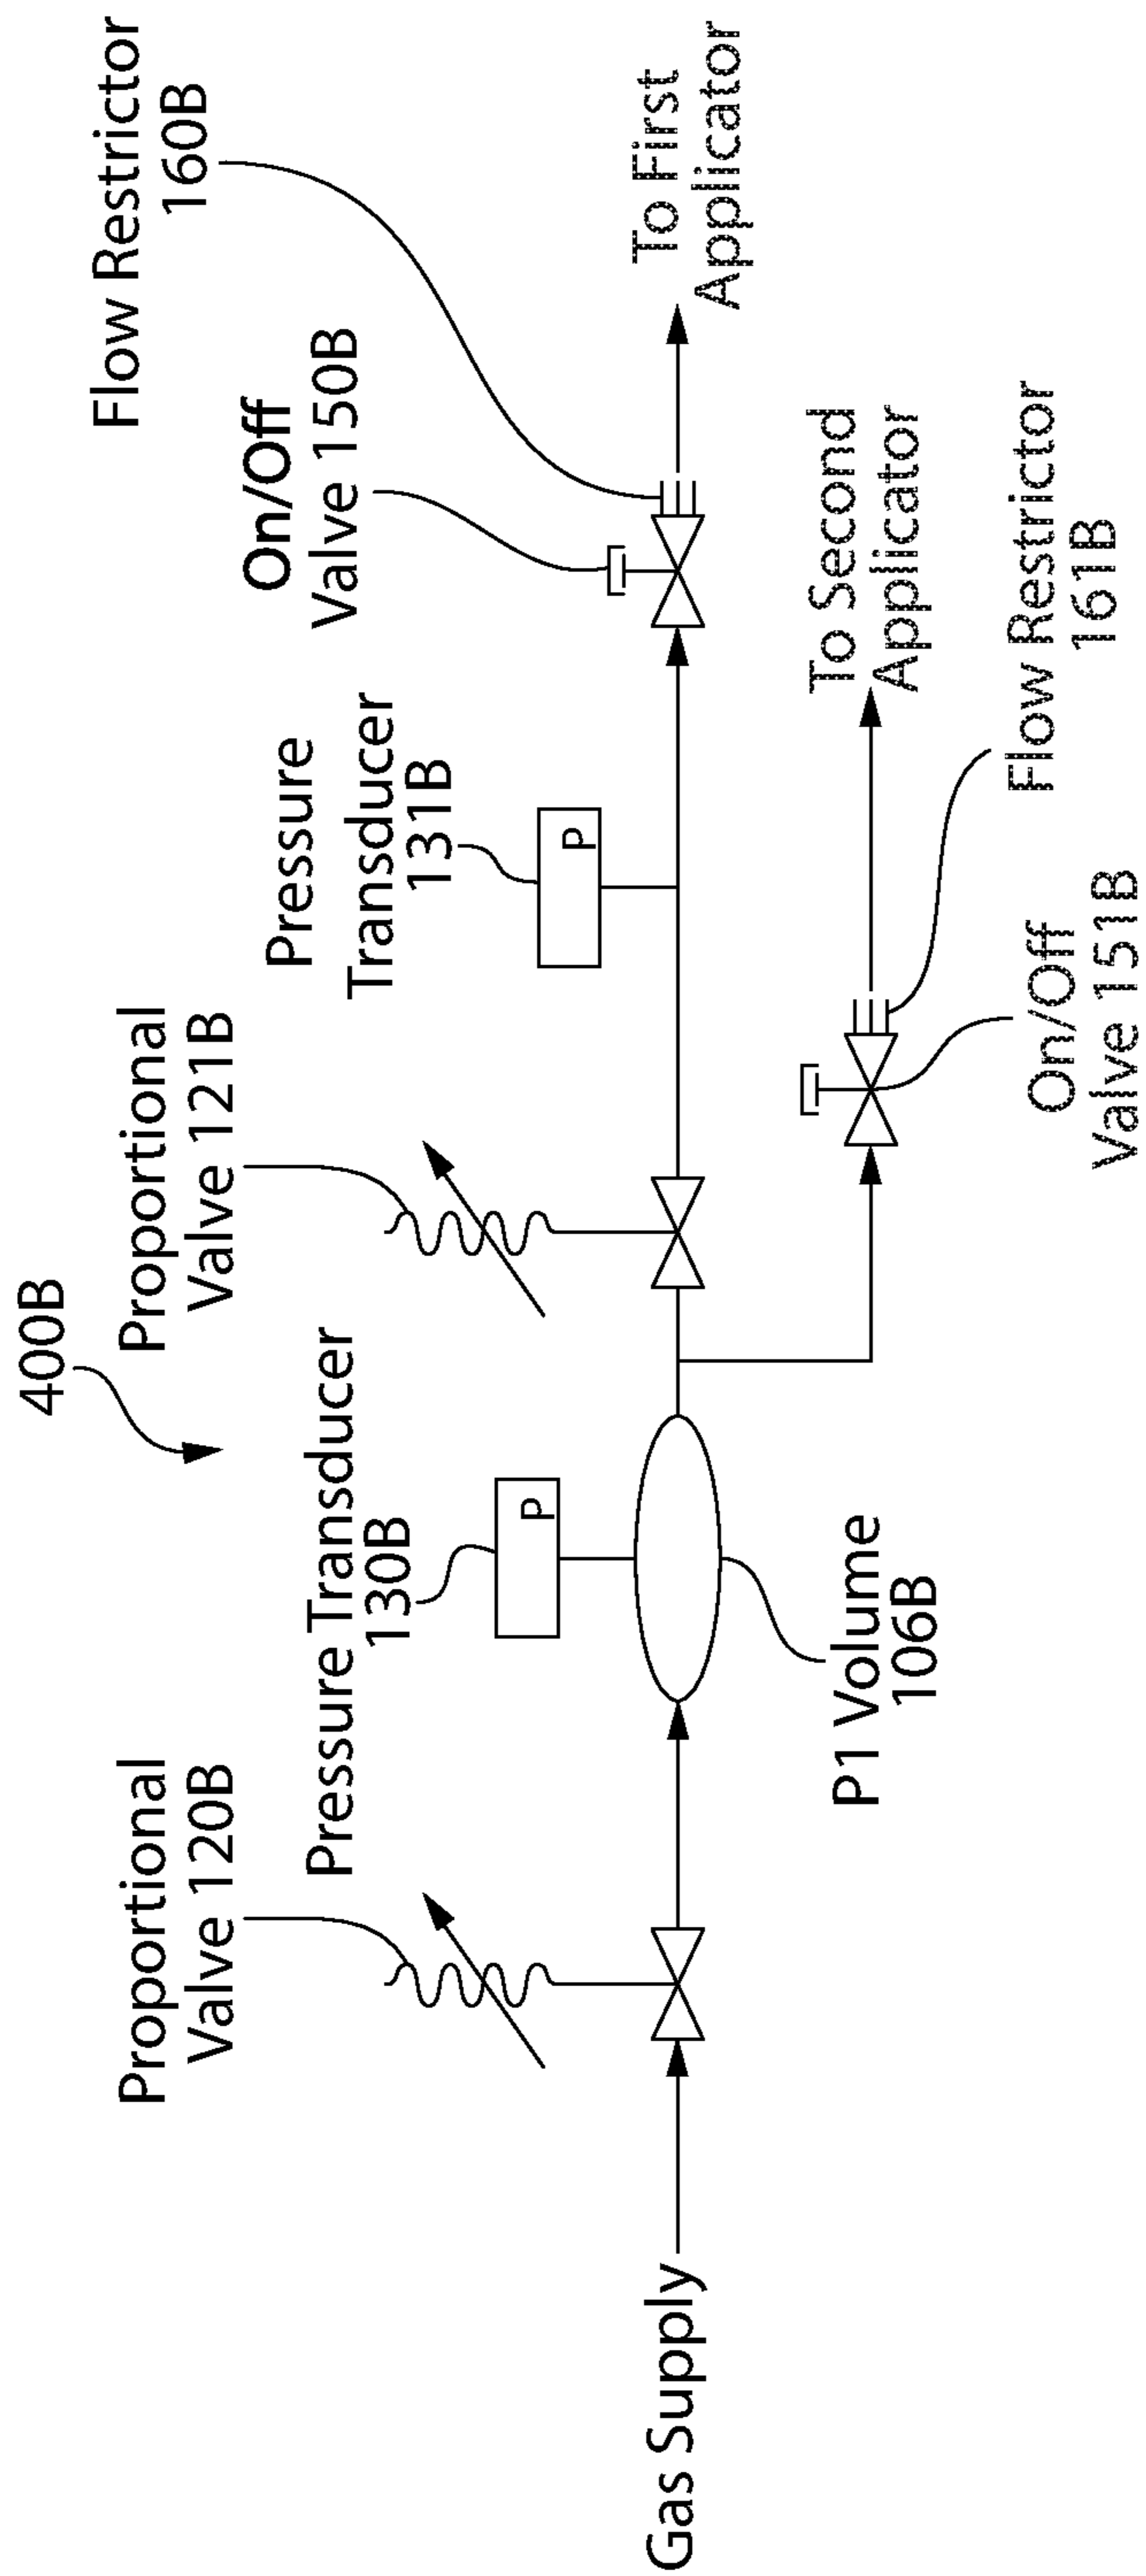 400B
Proportional
Valve 120B
Pressure Transducer
130B
Proportional
Valve 121B
Pressure
Transducer
131B
On/Off
Valve 150B
Flow Restrictor
160B
P
P
Gas Supply
P1 Volume
106B
To First
Applicator
To Second
Applicator
On/Off
Valve 151B
Flow Restrictor
161B